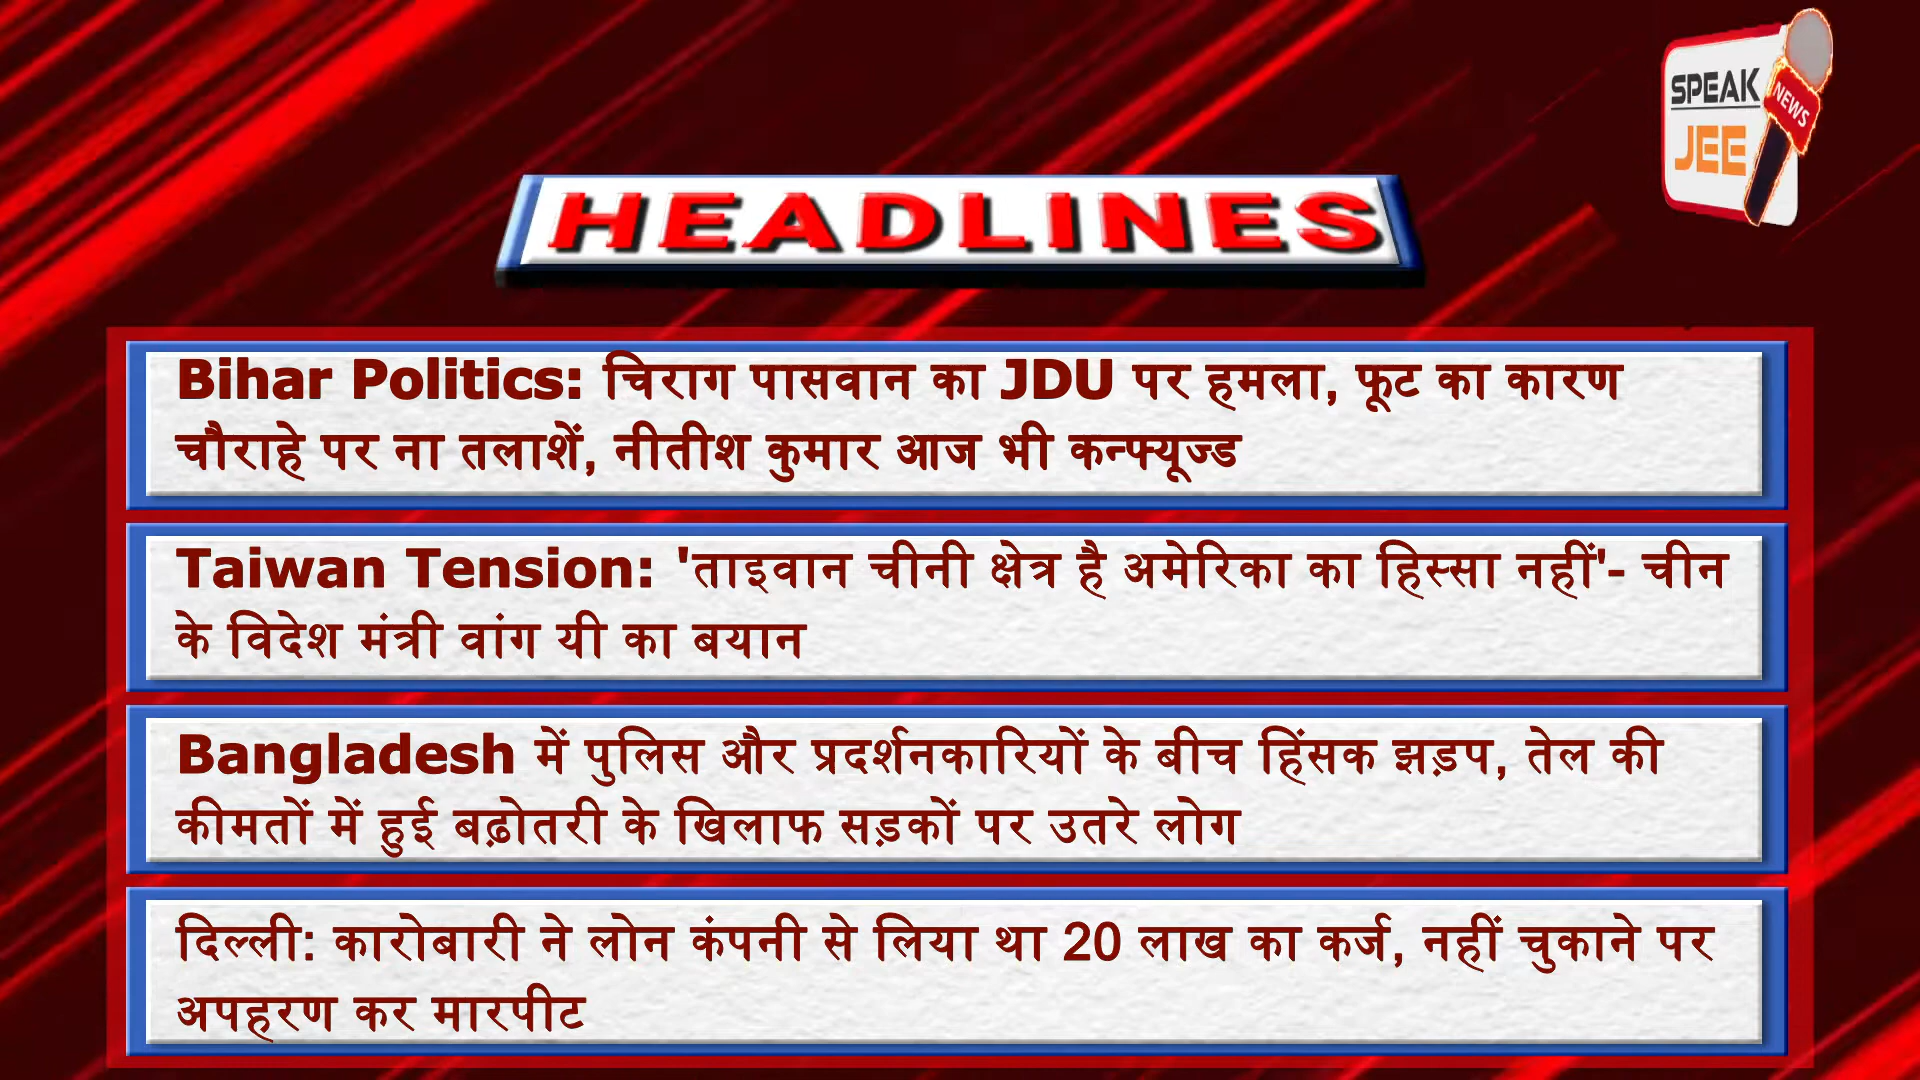 SPEAK
JEE
NEWS
HEADLINES
Bihar Politics: चिराग पासवान का JDU पर हमला, फूट का कारण
चौराहे पर ना तलाशें, नीतीश कुमार आज भी कन्फ्यूज्ड
Taiwan Tension: 'ताइवान चीनी क्षेत्र है अमेरिका का हिस्सा नहीं'- चीन
के विदेश मंत्री वांग यी का बयान
Bangladesh में पुलिस और प्रदर्शनकारियों के बीच हिंसक झड़प, तेल की
कीमतों में हुई बढ़ोतरी के खिलाफ सड़कों पर उतरे लोग
दिल्ली: कारोबारी ने लोन कंपनी से लिया था 20 लाख का कर्ज, नहीं चुकाने पर
अपहरण कर मारपीट